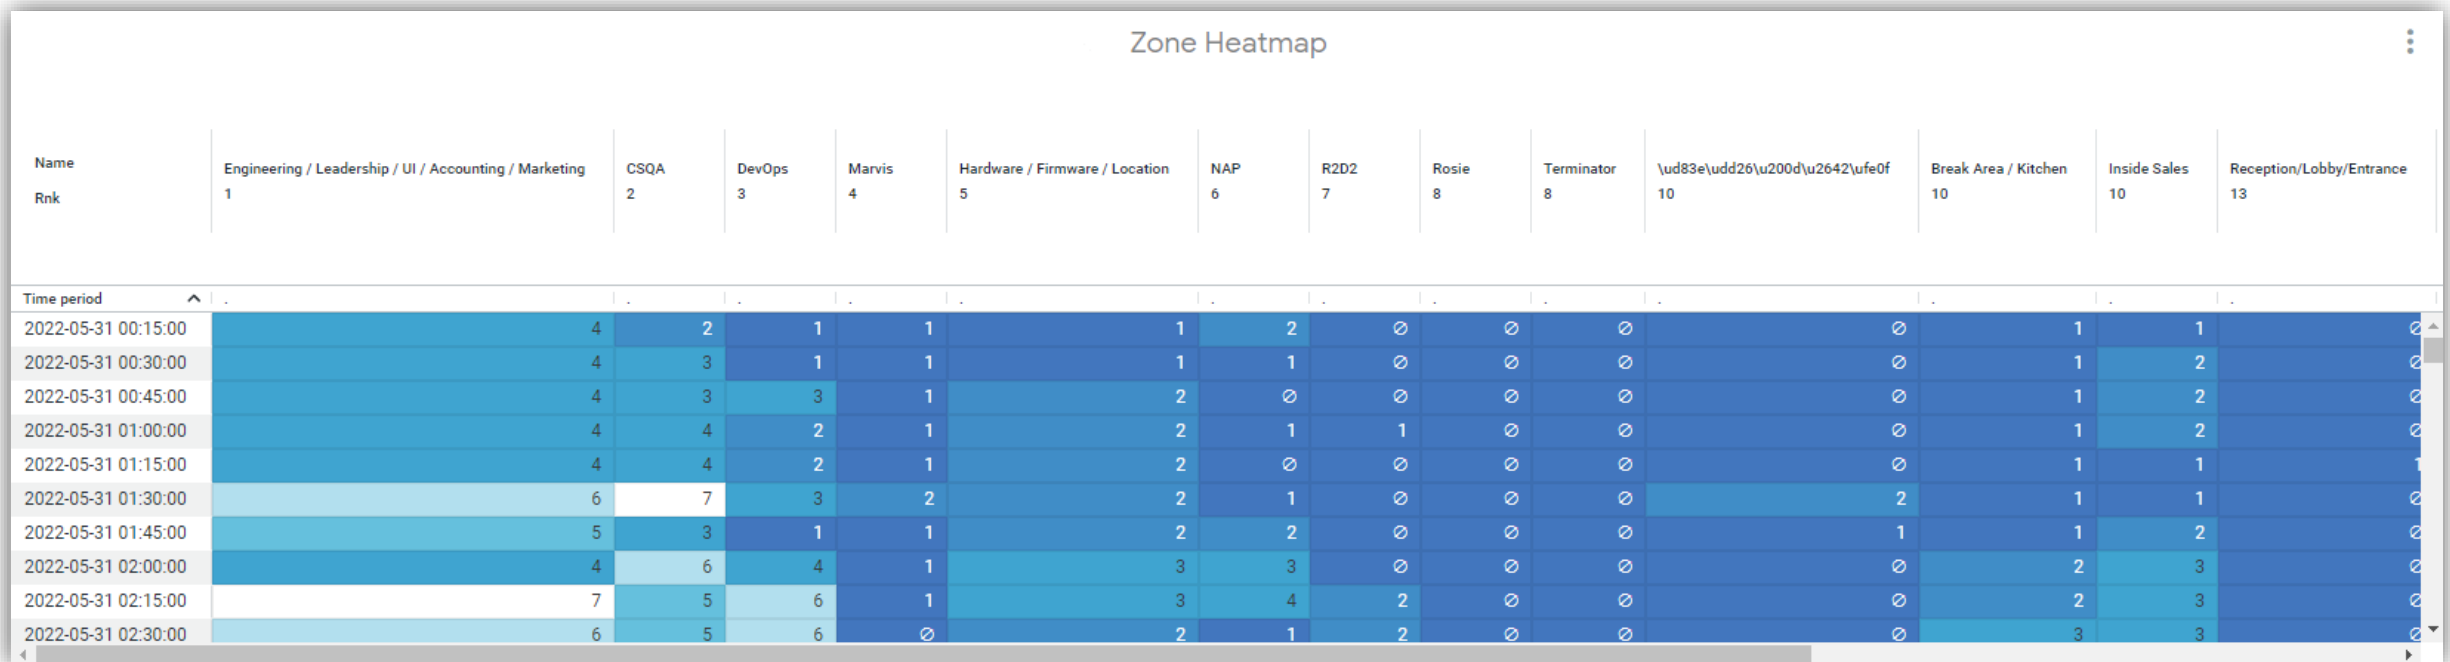 Zone Heatmap
Name Engineering / Leadership / UI / Accounting / Marketing CSQA DevOps Marvis Hardware / Firmware / Location NAP R2D2 Rosie Terminator \ud83e\udd26\u200d\u2642\ufe0f Break Area / Kitchen Inside Sales Reception/Lobby/Entrance
Rnk 1 2 3 4 5 6 7 8 8 10 10 10 13
Time period . . . . . . . . . . . . .
2022-05-31 00:15:00 4 2 1 1 1 2 ∅ ∅ ∅ ∅ 1 1 ∅
2022-05-31 00:30:00 4 3 1 1 1 1 ∅ ∅ ∅ ∅ 1 2 ∅
2022-05-31 00:45:00 4 3 3 1 2 ∅ ∅ ∅ ∅ ∅ 1 2 ∅
2022-05-31 01:00:00 4 4 2 1 2 1 1 ∅ ∅ ∅ 1 2 ∅
2022-05-31 01:15:00 4 4 2 1 2 ∅ ∅ ∅ ∅ ∅ 1 1 1
2022-05-31 01:30:00 6 7 3 2 2 1 ∅ ∅ ∅ 2 1 1 ∅
2022-05-31 01:45:00 5 3 1 1 2 2 ∅ ∅ ∅ 1 1 2 ∅
2022-05-31 02:00:00 4 6 4 1 3 3 ∅ ∅ ∅ ∅ 2 3 ∅
2022-05-31 02:15:00 7 5 6 1 3 4 2 ∅ ∅ ∅ 2 3 ∅
2022-05-31 02:30:00 6 5 6 ∅ 2 1 2 ∅ ∅ ∅ 3 3 ∅